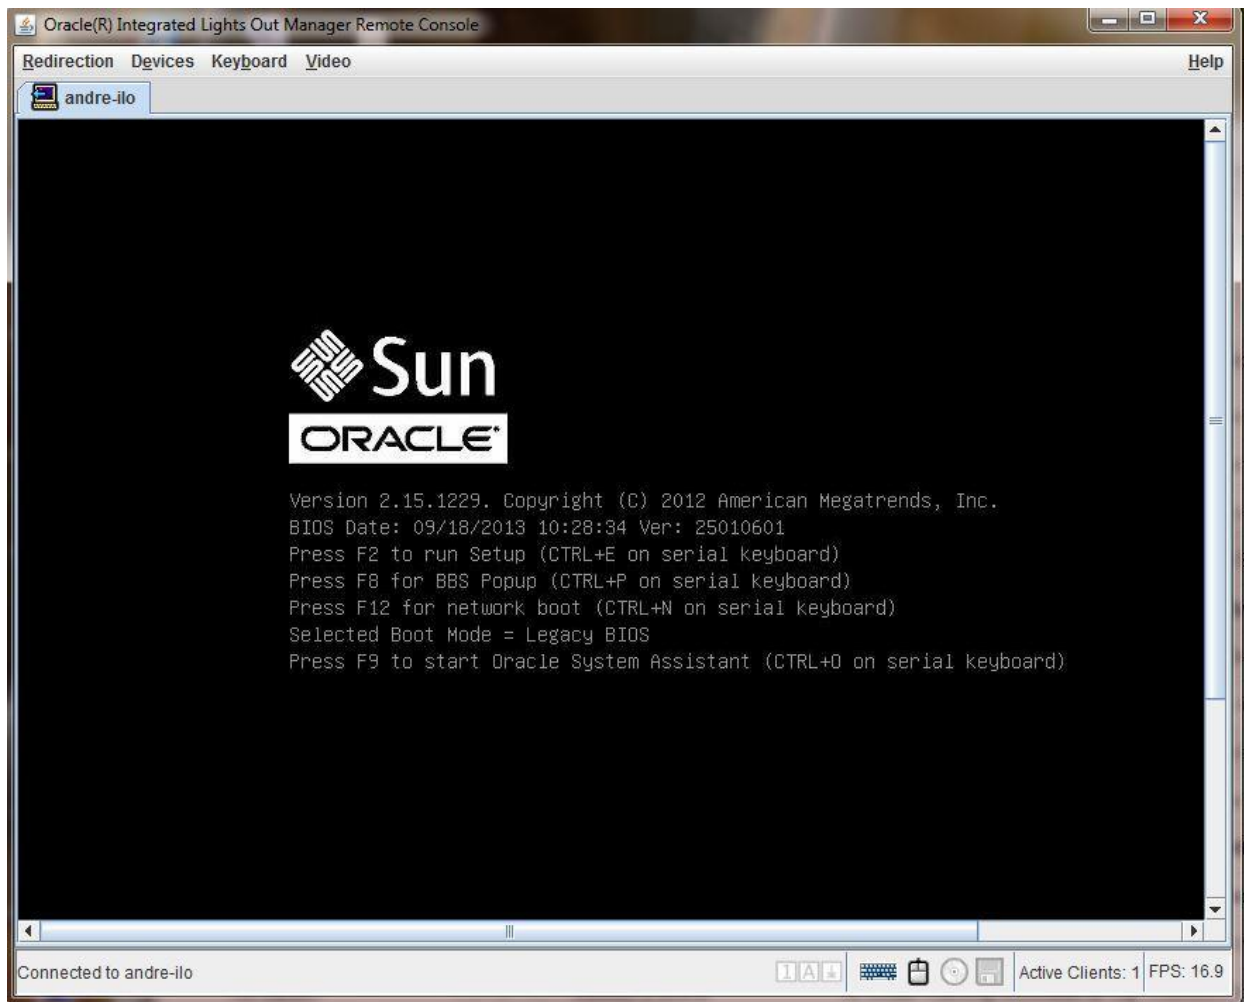 Oracle(R) Integrated Lights Out Manager Remote Console
Redirection Devices Keyboard Video Help
andre-ilo
Sun
ORACLE
Version 2.15.1229. Copyright (C) 2012 American Megatrends, Inc.
BIOS Date: 09/18/2013 10:28:34 Ver: 25010601
Press F2 to run Setup (CTRL+E on serial keyboard)
Press F8 for BBS Popup (CTRL+P on serial keyboard)
Press F12 for network boot (CTRL+N on serial keyboard)
Selected Boot Mode = Legacy BIOS
Press F9 to start Oracle System Assistant (CTRL+O on serial keyboard)
Connected to andre-ilo 1 A Active Clients: 1 FPS: 16.9